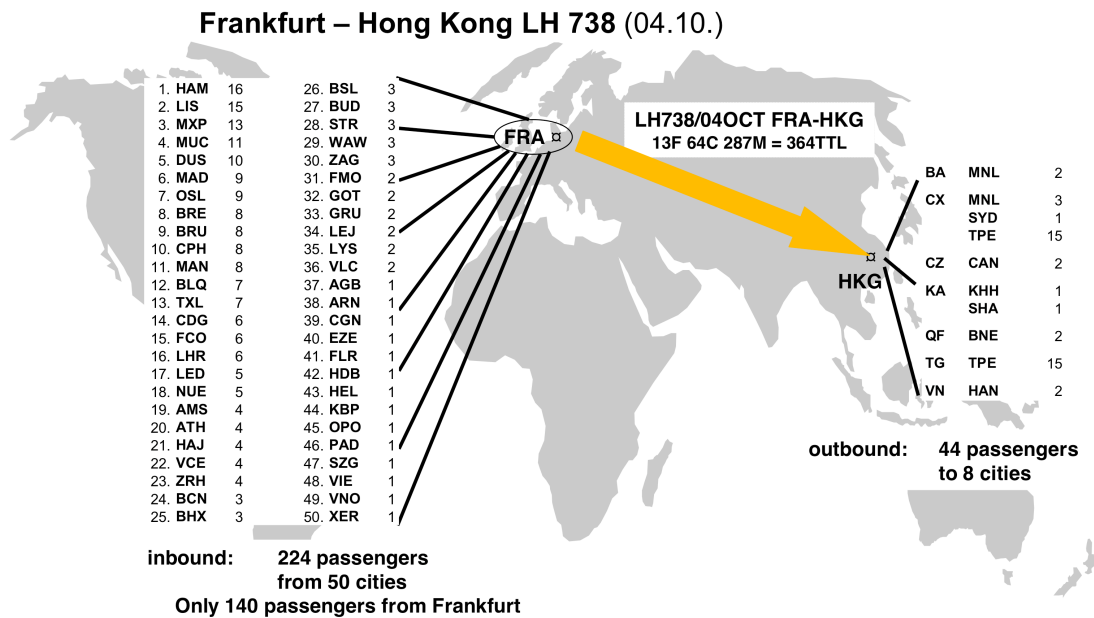 Frankfurt – Hong Kong LH 738 (04.10.)
1. HAM 16
2. LIS 15
3. MXP 13
4. MUC 11
5. DUS 10
6. MAD 9
7. OSL 9
8. BRE 8
9. BRU 8
10. CPH 8
11. MAN 8
12. BLQ 7
13. TXL 7
14. CDG 6
15. FCO 6
16. LHR 6
17. LED 5
18. NUE 5
19. AMS 4
20. ATH 4
21. HAJ 4
22. VCE 4
23. ZRH 4
24. BCN 3
25. BHX 3
26. BSL 3
27. BUD 3
28. STR 3
29. WAW 3
30. ZAG 3
31. FMO 2
32. GOT 2
33. GRU 2
34. LEJ 2
35. LYS 2
36. VLC 2
37. AGB 1
38. ARN 1
39. CGN 1
40. EZE 1
41. FLR 1
42. HDB 1
43. HEL 1
44. KBP 1
45. OPO 1
46. PAD 1
47. SZG 1
48. VIE 1
49. VNO 1
50. XER 1
FRA
LH738/04OCT FRA-HKG
13F 64C 287M = 364TTL
HKG
BA MNL 2
CX MNL 3
SYD 1
TPE 15
CZ CAN 2
KA KHH 1
SHA 1
QF BNE 2
TG TPE 15
VN HAN 2
outbound: 44 passengers
to 8 cities
inbound: 224 passengers
from 50 cities
Only 140 passengers from Frankfurt